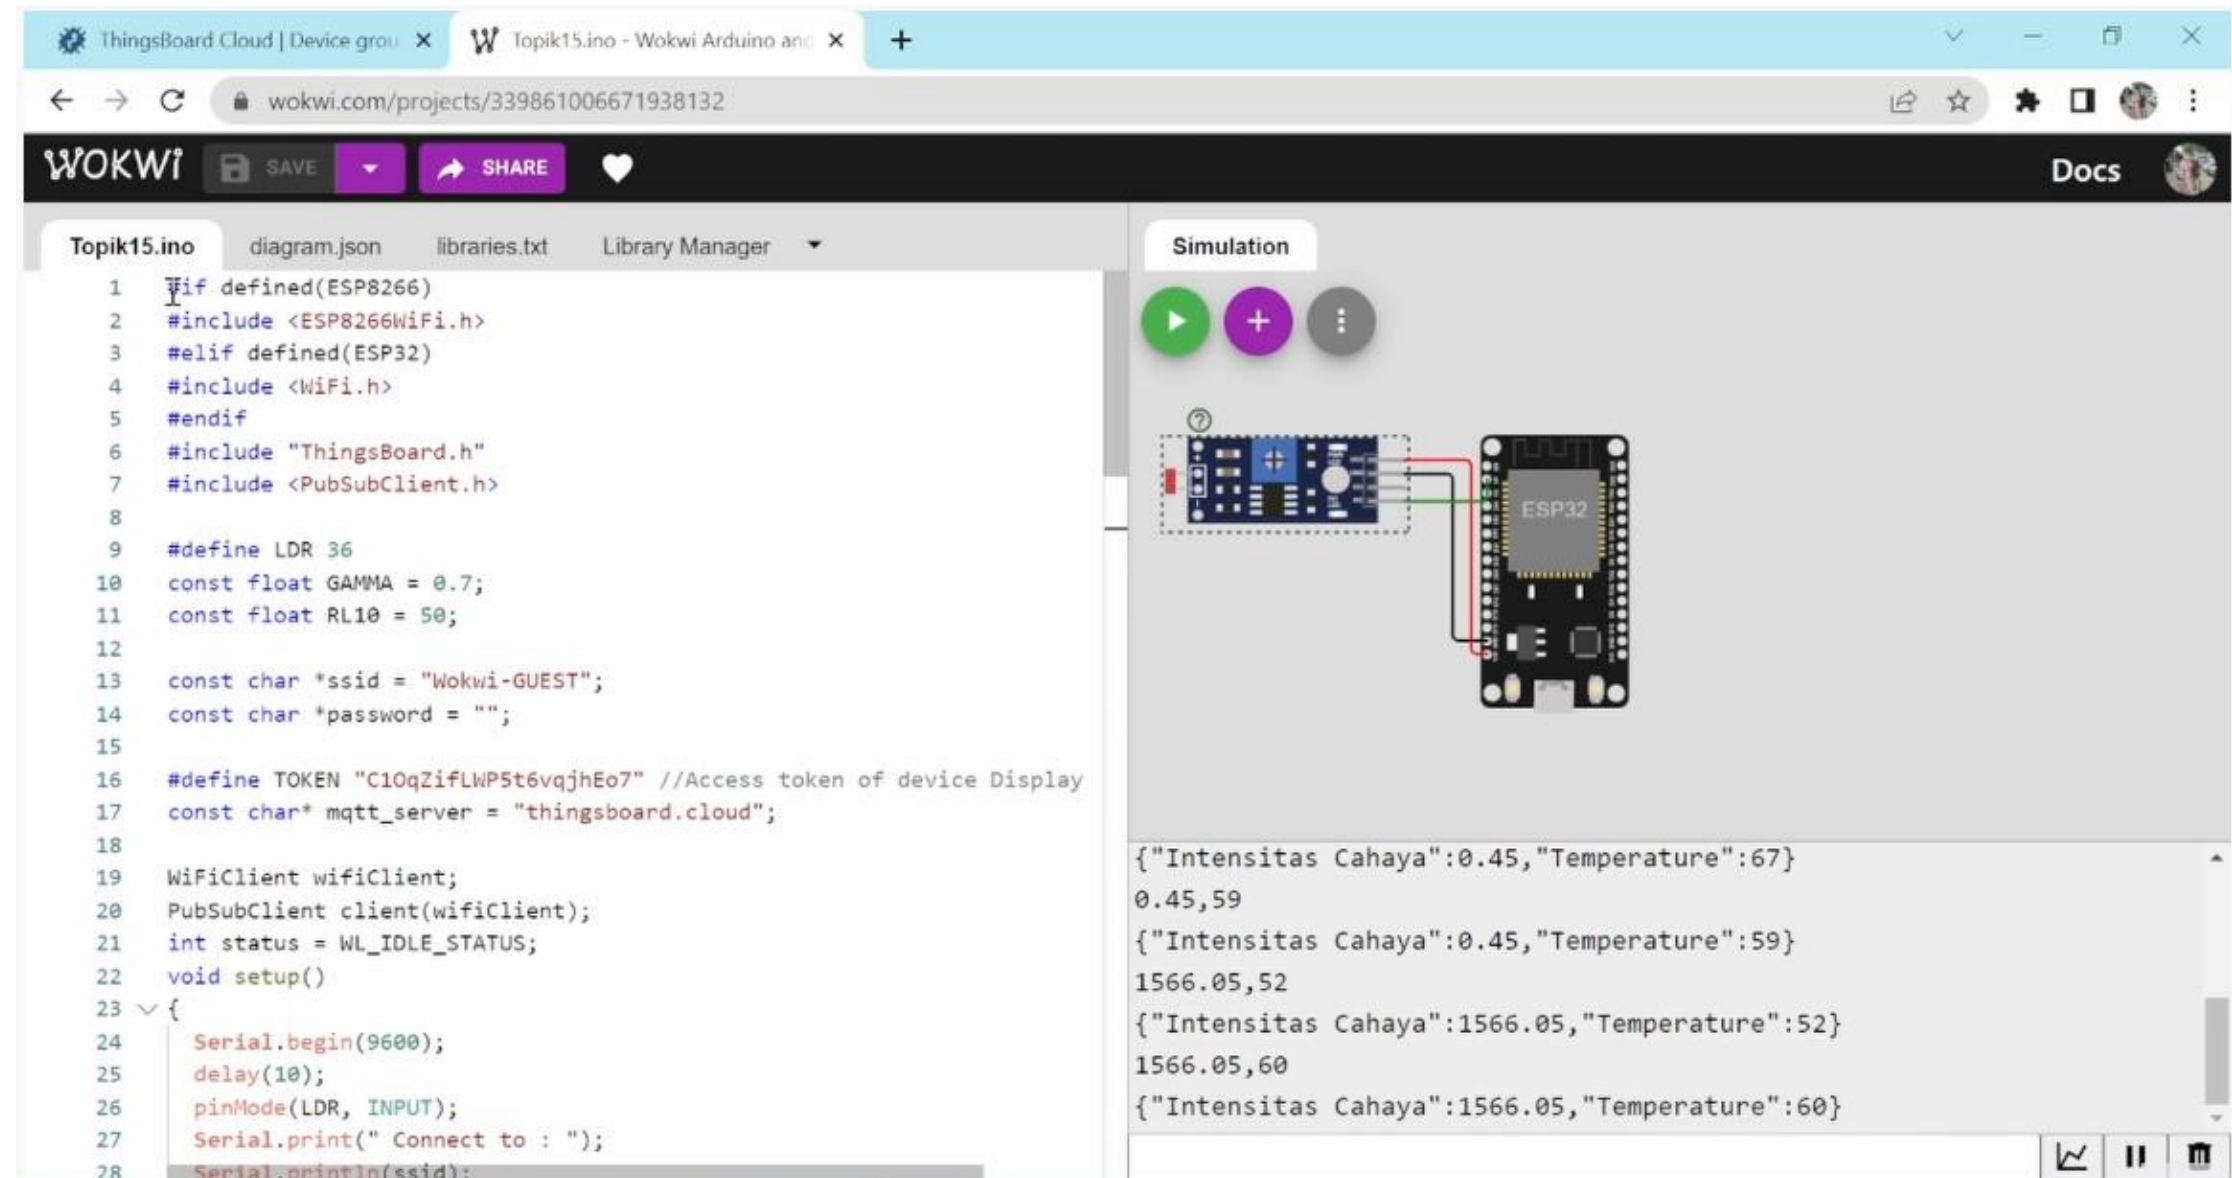 ThingsBoard Cloud | Device grou
Topik15.ino - Wokwi Arduino and
wokwi.com/projects/339861006671938132
WOKWi
SAVE
SHARE
Docs
Topik15.ino
diagram.json
libraries.txt
Library Manager
1 #if defined(ESP8266)
2 #include <ESP8266WiFi.h>
3 #elif defined(ESP32)
4 #include <WiFi.h>
5 #endif
6 #include "ThingsBoard.h"
7 #include <PubSubClient.h>
8
9 #define LDR 36
10 const float GAMMA = 0.7;
11 const float RL10 = 50;
12
13 const char *ssid = "Wokwi-GUEST";
14 const char *password = "";
15
16 #define TOKEN "C1OqZifLWP5t6vqjhEo7" //Access token of device Display
17 const char* mqtt_server = "thingsboard.cloud";
18
19 WiFiClient wifiClient;
20 PubSubClient client(wifiClient);
21 int status = WL_IDLE_STATUS;
22 void setup()
23 {
24 Serial.begin(9600);
25 delay(10);
26 pinMode(LDR, INPUT);
27 Serial.print(" Connect to : ");
28 Serial.println(ssid);
Simulation
ESP32
{"Intensitas Cahaya":0.45,"Temperature":67}
0.45,59
{"Intensitas Cahaya":0.45,"Temperature":59}
1566.05,52
{"Intensitas Cahaya":1566.05,"Temperature":52}
1566.05,60
{"Intensitas Cahaya":1566.05,"Temperature":60}